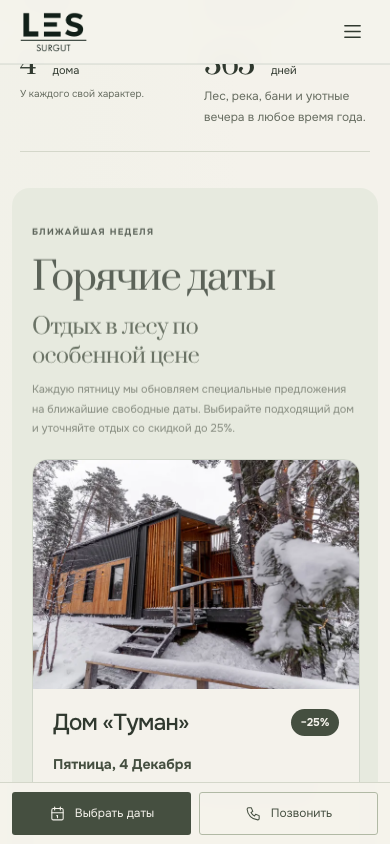 LES
SURGUT
4 дома
365 дней
У каждого свой характер.
Лес, река, бани и уютные
вечера в любое время года.
БЛИЖАЙШАЯ НЕДЕЛЯ
Горячие даты
Отдых в лесу по
особенной цене
Каждую пятницу мы обновляем специальные предложения
на ближайшие свободные даты. Выбирайте подходящий дом
и уточняйте отдых со скидкой до 25%.
Дом «Туман»
−25%
Пятница, 4 Декабря
Выбрать даты
Позвонить